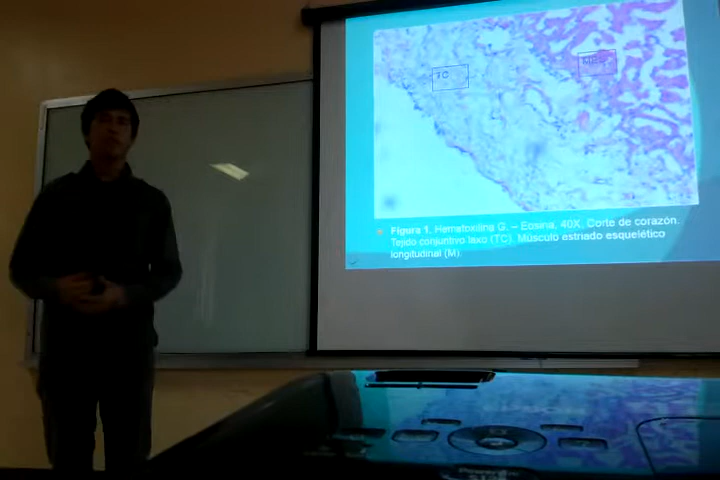 TC
Figura 1. Hematoxilina G. – Eosina, 40X. Corte de corazón.
Tejido conjuntivo laxo (TC). Músculo estriado esquelético
longitudinal (M).